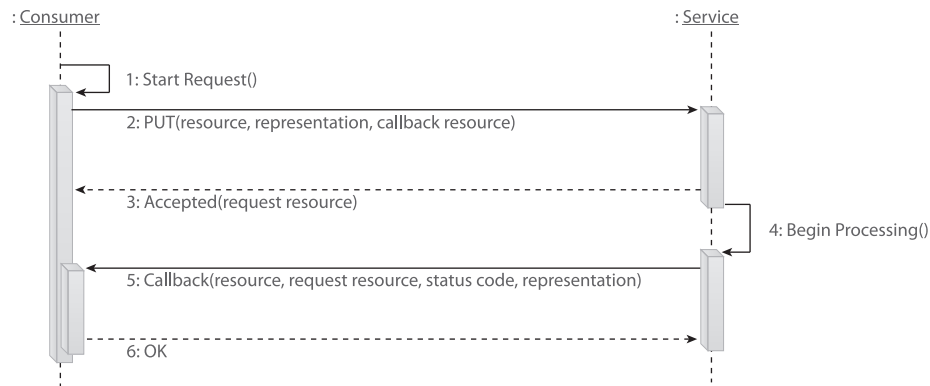 : Consumer
: Service
1: Start Request()
2: PUT(resource, representation, callback resource)
3: Accepted(request resource)
4: Begin Processing()
5: Callback(resource, request resource, status code, representation)
6: OK